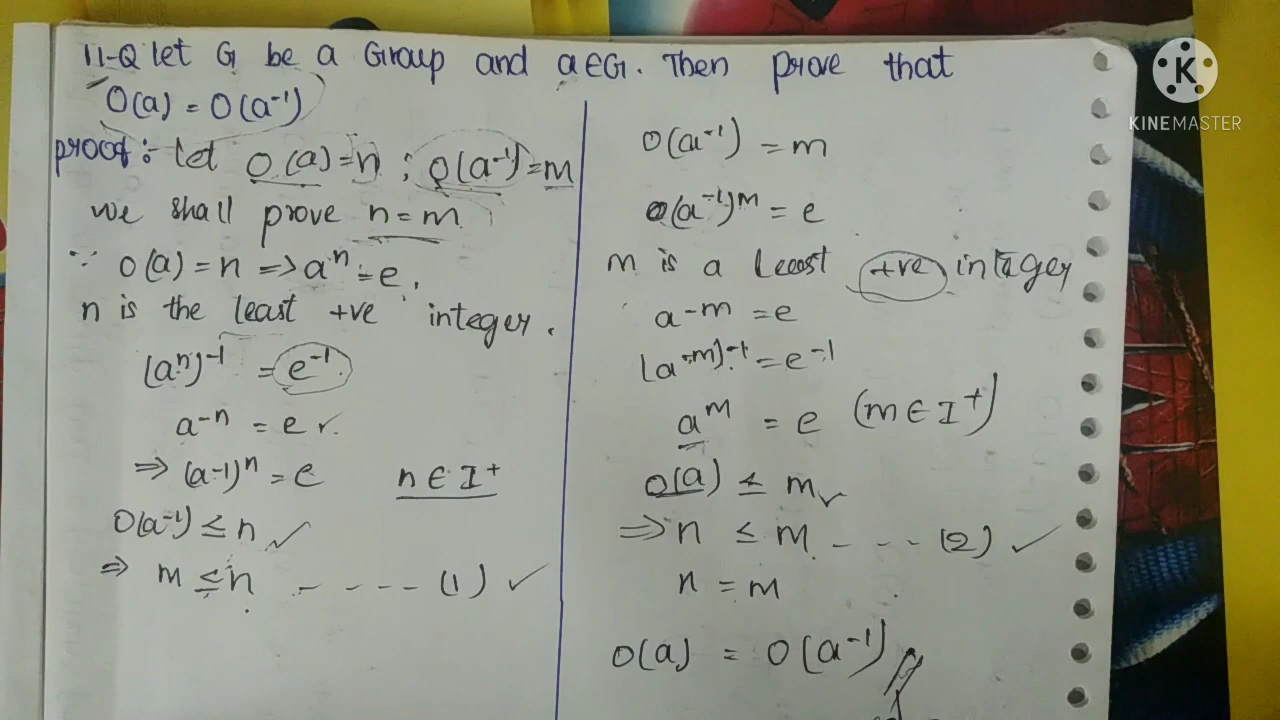 11-Q let G be a Group and a∈G. Then prove that
O(a) = O(a⁻¹)
proof: let O(a)=n ; O(a⁻¹)=m
we shall prove n=m
∵ O(a) = n => aⁿ = e,
n is the least +ve integer.
(aⁿ)⁻¹ = e⁻¹
a⁻ⁿ = e
=> (a-1)ⁿ = e n∈I⁺
O(a⁻¹) ≤ n ✓
=> m ≤ n - - - - - (1) ✓
O(a⁻¹) = m
(a⁻¹)ᵐ = e
m is a least +ve integer
a-m = e
(a⁻ᵐ)⁻¹ = e⁻¹
aᵐ = e (m∈I⁺)
O(a) ≤ m ✓
=> n ≤ m - - - - (2) ✓
n = m
O(a) = O(a⁻¹)
K
KINEMASTER